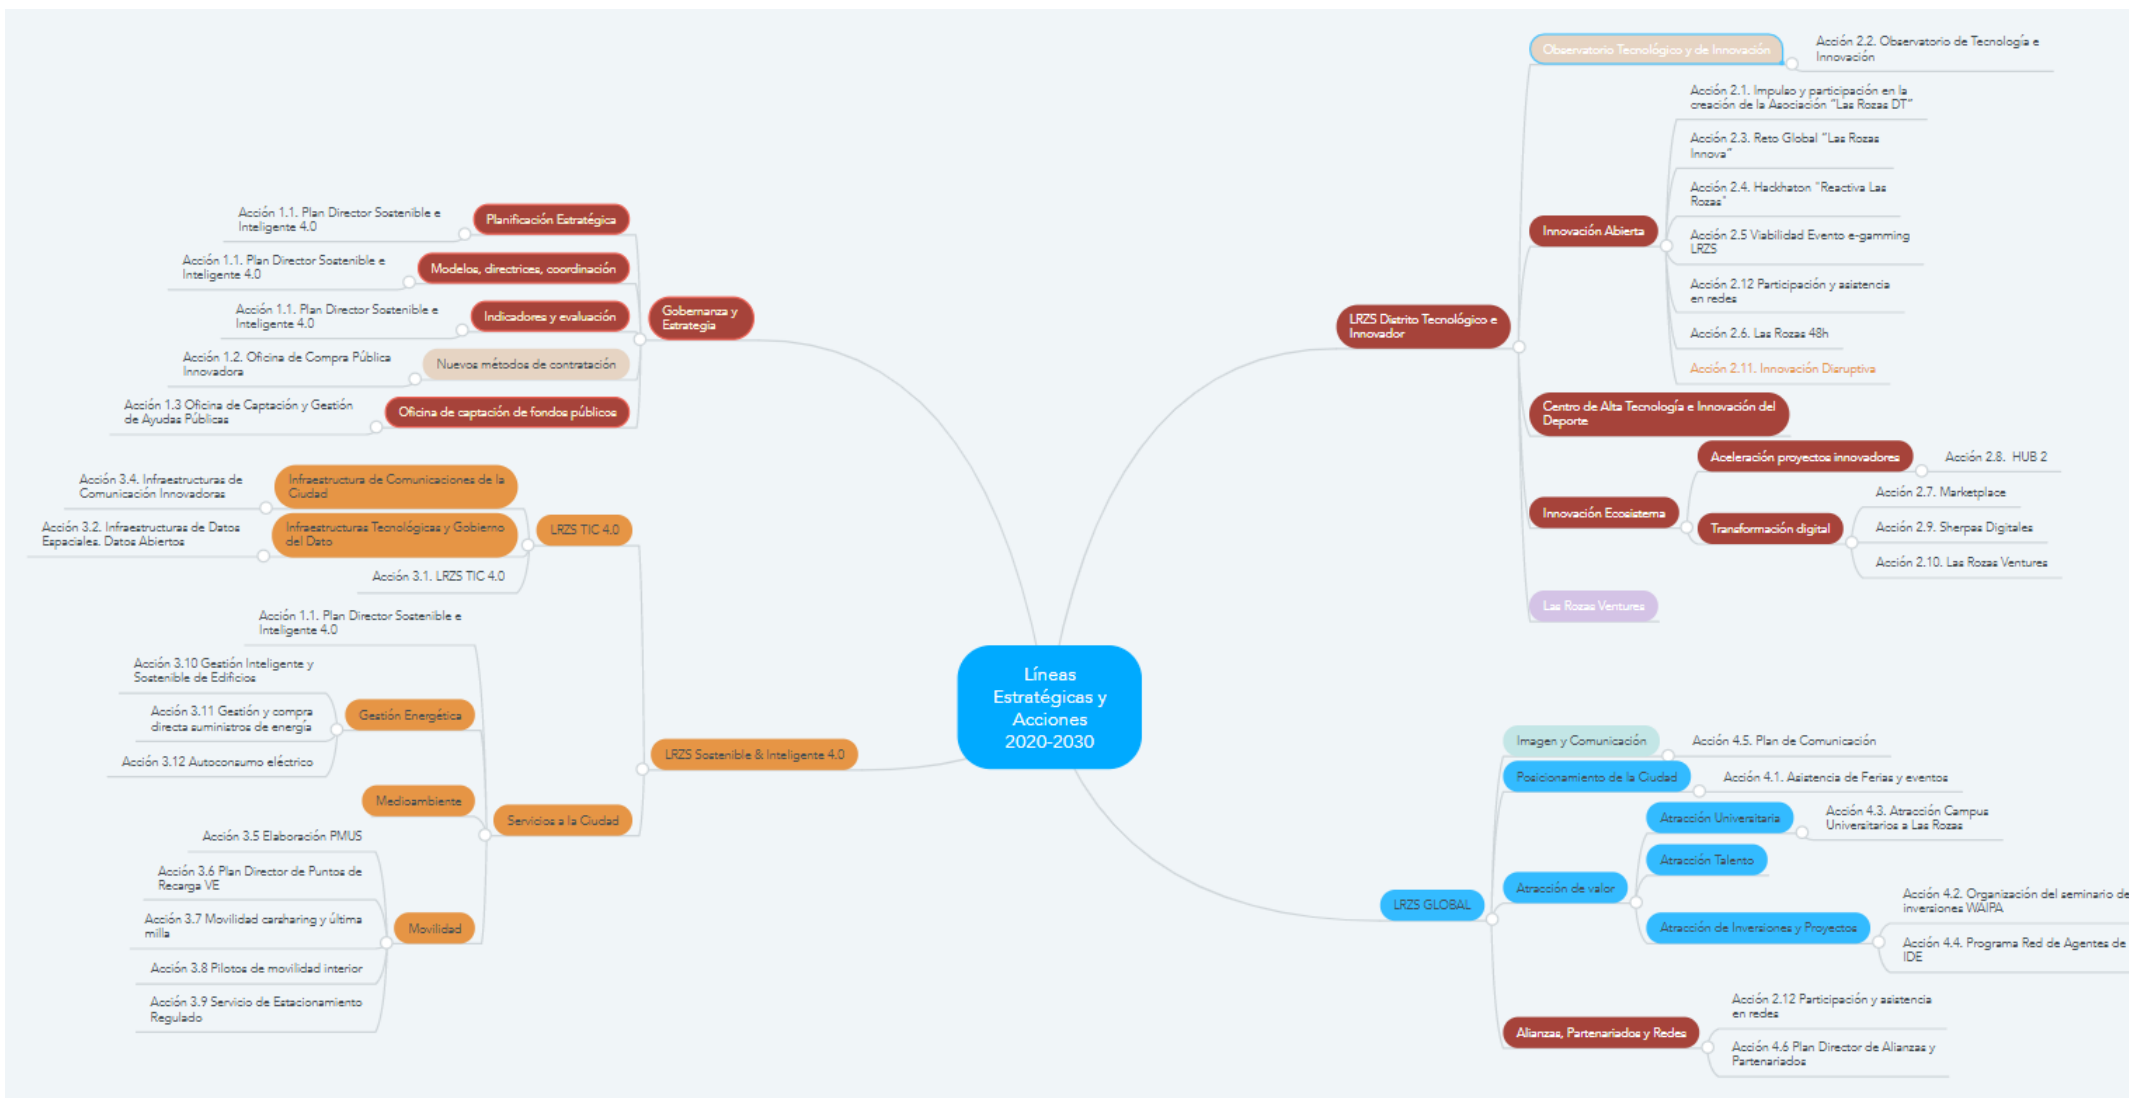 Líneas
Estratégicas y
Acciones
2020-2030
Gobernanza y
Estrategia
Planificación Estratégica
Acción 1.1. Plan Director Sostenible e
Inteligente 4.0
Modelos, directrices, coordinación
Acción 1.1. Plan Director Sostenible e
Inteligente 4.0
Indicadores y evaluación
Acción 1.1. Plan Director Sostenible e
Inteligente 4.0
Nuevos métodos de contratación
Acción 1.2. Oficina de Compra Pública
Innovadora
Oficina de captación de fondos públicos
Acción 1.3 Oficina de Captación y Gestión
de Ayudas Públicas
LRZS Sostenible & Inteligente 4.0
LRZS TIC 4.0
Infraestructura de Comunicaciones de la
Ciudad
Acción 3.4. Infraestructuras de
Comunicación Innovadoras
Infraestructuras Tecnológicas y Gobierno
del Dato
Acción 3.2. Infraestructuras de Datos
Espaciales. Datos Abiertos
Acción 3.1. LRZS TIC 4.0
Servicios a la Ciudad
Acción 1.1. Plan Director Sostenible e
Inteligente 4.0
Gestión Energética
Acción 3.10 Gestión Inteligente y
Sostenible de Edificios
Acción 3.11 Gestión y compra
directa suministros de energía
Acción 3.12 Autoconsumo eléctrico
Medioambiente
Movilidad
Acción 3.5 Elaboración PMUS
Acción 3.6 Plan Director de Puntos de
Recarga VE
Acción 3.7 Movilidad carsharing y última
milla
Acción 3.8 Pilotos de movilidad interior
Acción 3.9 Servicio de Estacionamiento
Regulado
LRZS Distrito Tecnológico e
Innovador
Observatorio Tecnológico y de Innovación
Acción 2.2. Observatorio de Tecnología e
Innovación
Innovación Abierta
Acción 2.1. Impulso y participación en la
creación de la Asociación "Las Rozas DT"
Acción 2.3. Reto Global "Las Rozas
Innova"
Acción 2.4. Hackhaton "Reactiva Las
Rozas"
Acción 2.5 Viabilidad Evento e-gamming
LRZS
Acción 2.12 Participación y asistencia
en redes
Acción 2.6. Las Rozas 48h
Acción 2.11. Innovación Disruptiva
Centro de Alta Tecnología e Innovación del
Deporte
Innovación Ecosistema
Aceleración proyectos innovadores
Acción 2.8. HUB 2
Transformación digital
Acción 2.7. Marketplace
Acción 2.9. Sherpas Digitales
Acción 2.10. Las Rozas Ventures
Las Rozas Ventures
LRZS GLOBAL
Imagen y Comunicación
Acción 4.5. Plan de Comunicación
Posicionamiento de la Ciudad
Acción 4.1. Asistencia de Ferias y eventos
Atracción de valor
Atracción Universitaria
Acción 4.3. Atracción Campus
Universitarios a Las Rozas
Atracción Talento
Atracción de Inversiones y Proyectos
Acción 4.2. Organización del seminario de
inversiones WAIPA
Acción 4.4. Programa Red de Agentes de
IDE
Alianzas, Partenariados y Redes
Acción 2.12 Participación y asistencia
en redes
Acción 4.6 Plan Director de Alianzas y
Partenariados